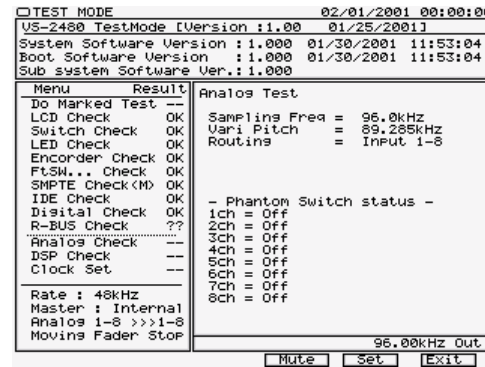 TEST MODE 02/01/2001 00:00:0
VS-2480 TestMode [Version :1.00 01/25/2001]
System Software Version :1.000 01/30/2001 11:53:04
Boot Software Version :1.000 01/30/2001 11:53:04
Sub system Software Ver.:1.000
Menu Result
Do Marked Test --
LCD Check OK
Switch Check OK
LED Check OK
Encorder Check OK
FtSW... Check OK
SMPTE Check<M> OK
IDE Check OK
Digital Check OK
R-BUS Check ??
Analog Check --
DSP Check --
Clock Set --
Rate : 48kHz
Master : Internal
Analog 1-8 >>>1-8
Moving Fader Stop
Analog Test
Sampling Freq = 96.0kHz
Vari Pitch = 89.285kHz
Routing = Input 1-8
- Phantom Switch status -
1ch = Off
2ch = Off
3ch = Off
4ch = Off
5ch = Off
6ch = Off
7ch = Off
8ch = Off
96.00kHz Out
Mute Set Exit